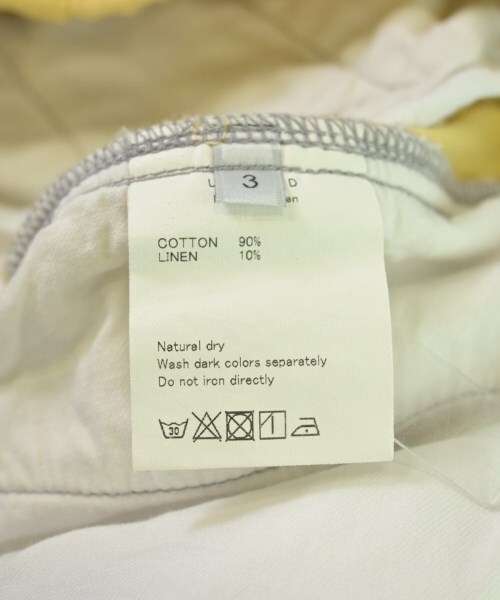 3
COTTON 90%
LINEN 10%
Natural dry
Wash dark colors separately
Do not iron directly
30